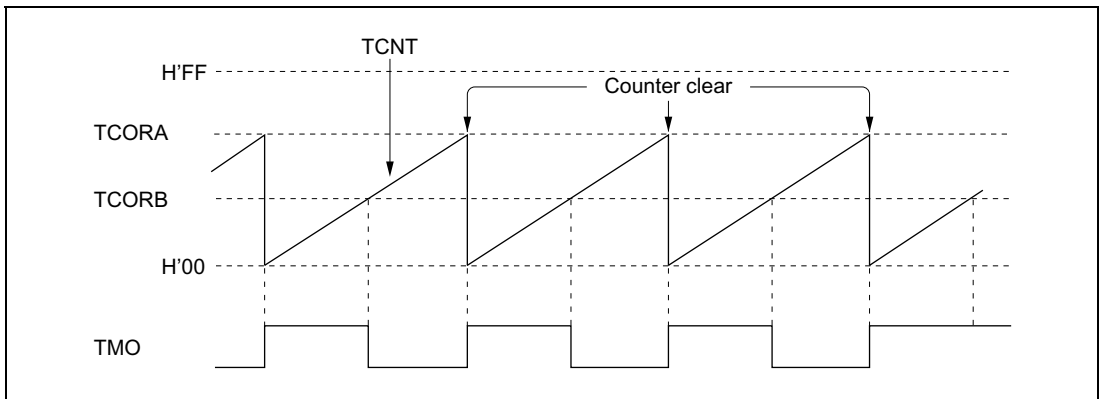 TCNT
H'FF
Counter clear
TCORA
TCORB
H'00
TMO